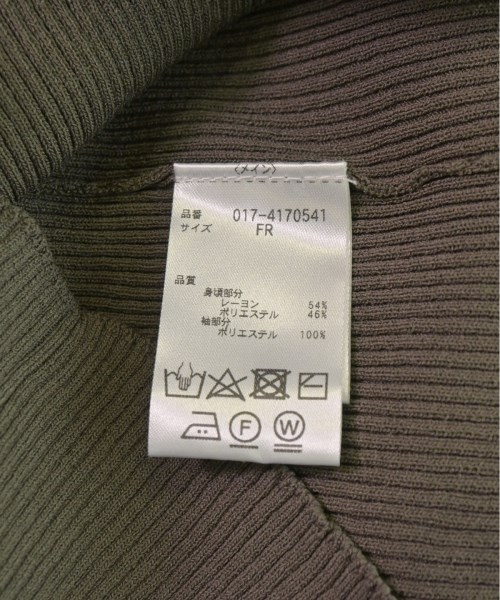 〈メイン〉
品番 017-4170541
サイズ FR
品質
身頃部分
レーヨン 54%
ポリエステル 46%
袖部分
ポリエステル 100%
F W